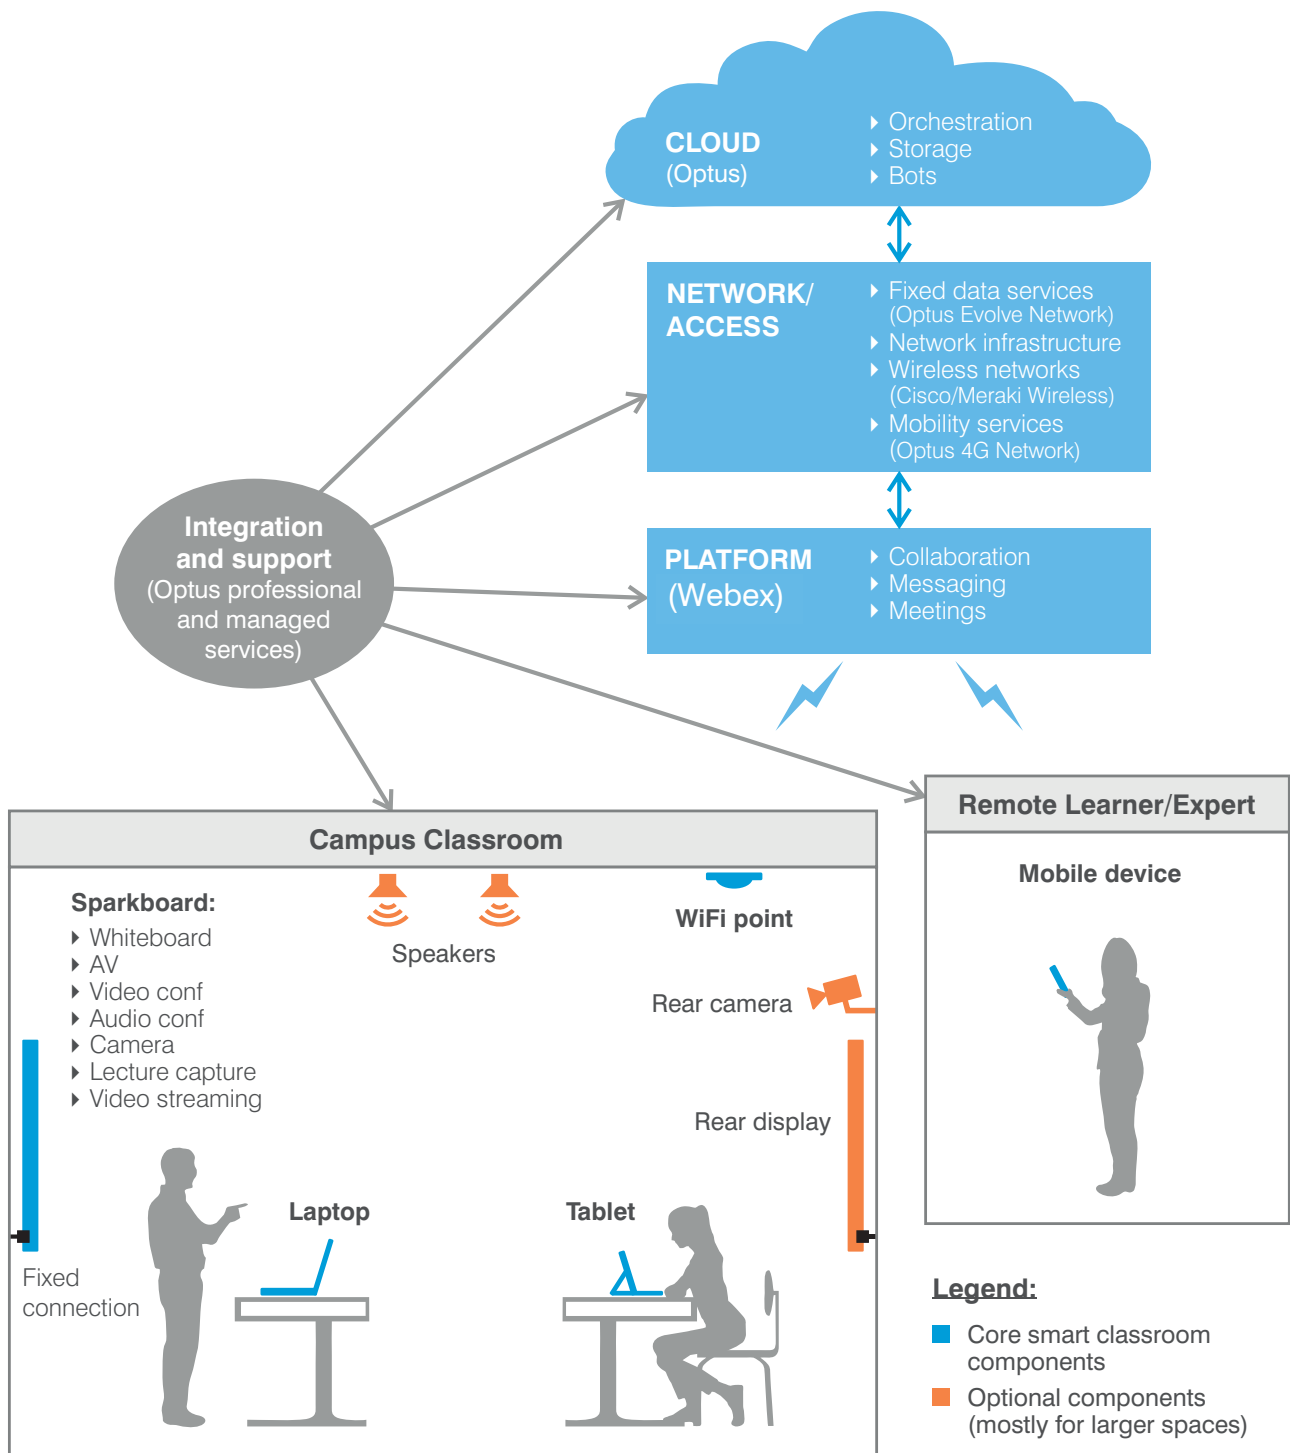 CLOUD
(Optus)
Orchestration
Storage
Bots
NETWORK/
ACCESS
Fixed data services
(Optus Evolve Network)
Network infrastructure
Wireless networks
(Cisco/Meraki Wireless)
Mobility services
(Optus 4G Network)
Integration
and support
(Optus professional
and managed
services)
PLATFORM
(Webex)
Collaboration
Messaging
Meetings
Campus Classroom
Sparkboard:
Whiteboard
AV
Video conf
Audio conf
Camera
Lecture capture
Video streaming
Speakers
WiFi point
Rear camera
Rear display
Laptop
Tablet
Fixed
connection
Remote Learner/Expert
Mobile device
Legend:
Core smart classroom
components
Optional components
(mostly for larger spaces)